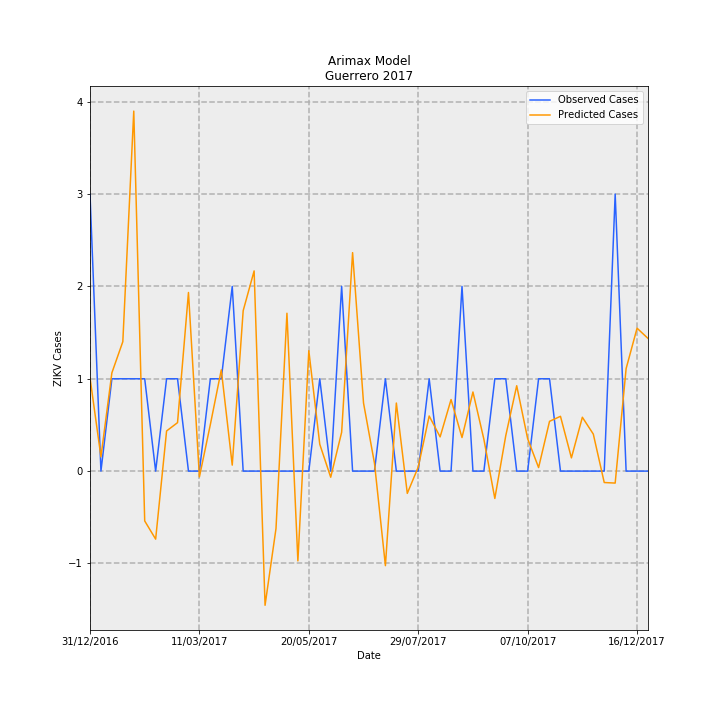 Arimax Model
Guerrero 2017
Observed Cases
Predicted Cases
4
3
2
1
0
−1
ZIKV Cases
31/12/2016 11/03/2017 20/05/2017 29/07/2017 07/10/2017 16/12/2017
Date